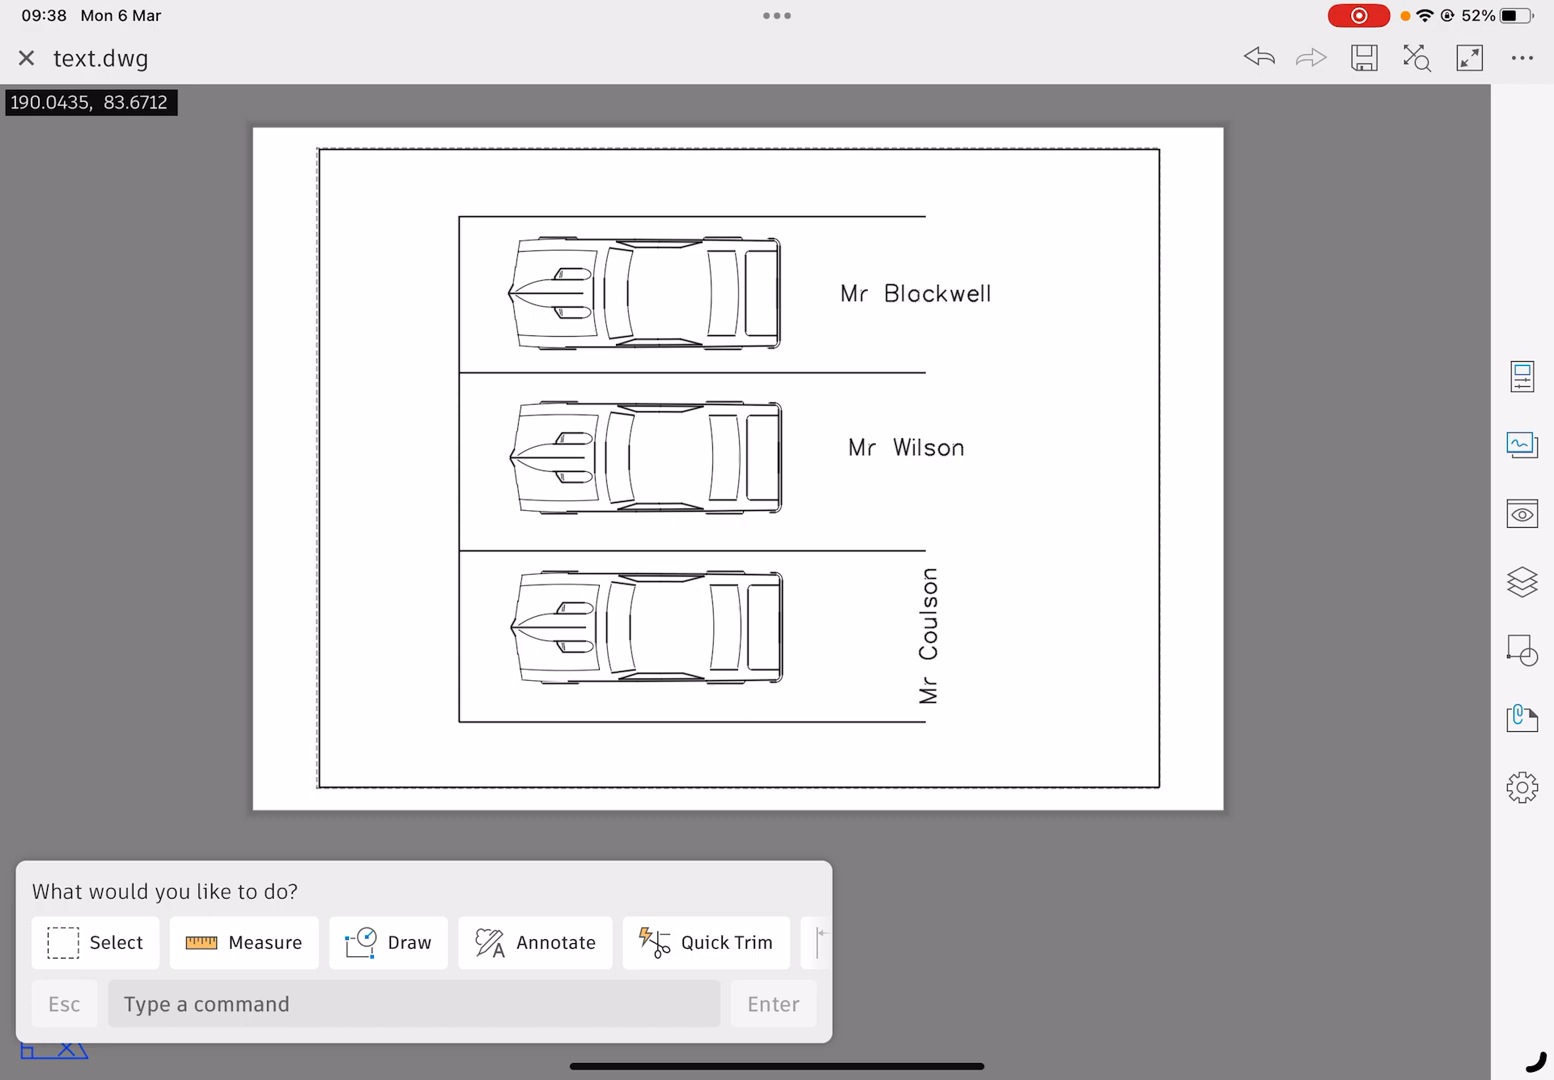 09:38 Mon 6 Mar
52%
text.dwg
190.0435, 83.6712
Mr Blackwell
Mr Wilson
Mr Coulson
What would you like to do?
Select Measure Draw Annotate Quick Trim
Esc Type a command Enter